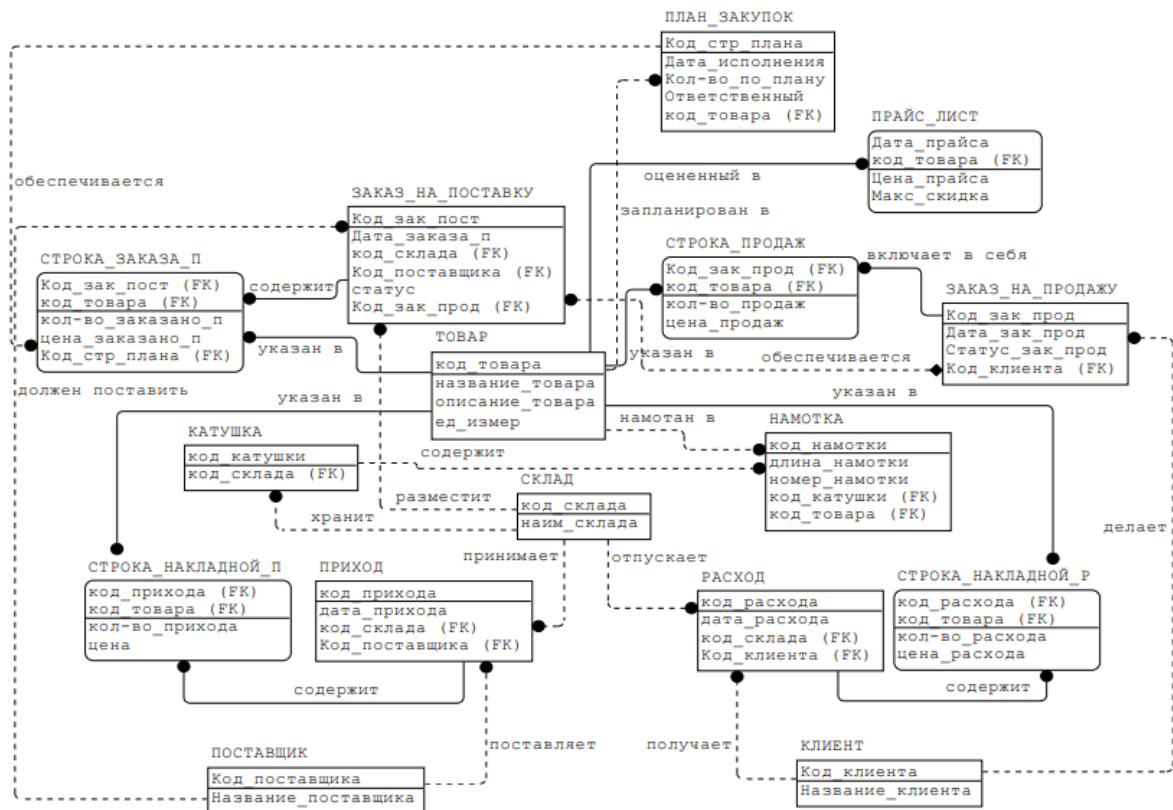 ПЛАН_ЗАКУПОК
Код_стр_плана
Дата_исполнения
Кол-во_по_плану
Ответственный
код_товара (FK)
ПРАЙС_ЛИСТ
Дата_прайса
код_товара (FK)
Цена_прайса
Макс_скидка
оцененный в
обеспечивается
запланирован в
ЗАКАЗ_НА_ПОСТАВКУ
Код_зак_пост
Дата_заказа_п
код_склада (FK)
Код_поставщика (FK)
статус
Код_зак_прод (FK)
СТРОКА_ЗАКАЗА_П
Код_зак_пост (FK)
код_товара (FK)
кол-во_заказано_п
цена_заказано_п
Код_стр_плана (FK)
содержит
указан в
должен поставить
СТРОКА_ПРОДАЖ
Код_зак_прод (FK)
код_товара (FK)
кол-во_продаж
цена_продаж
включает в себя
ЗАКАЗ_НА_ПРОДАЖУ
Код_зак_прод
Дата_зак_прод
Статус_зак_прод
Код_клиента (FK)
указан в
обеспечивается
ТОВАР
код_товара
название_товара
описание_товара
ед_измер
указан в
указан в
намотан в
НАМОТКА
код_намотки
длина_намотки
номер_намотки
код_катушки (FK)
код_товара (FK)
КАТУШКА
код_катушки
код_склада (FK)
содержит
СКЛАД
код_склада
наим_склада
разместит
хранит
принимает
отпускает
делает
СТРОКА_НАКЛАДНОЙ_П
код_прихода (FK)
код_товара (FK)
кол-во_прихода
цена
ПРИХОД
код_прихода
дата_прихода
код_склада (FK)
Код_поставщика (FK)
РАСХОД
код_расхода
дата_расхода
код_склада (FK)
Код_клиента (FK)
СТРОКА_НАКЛАДНОЙ_Р
код_расхода (FK)
код_товара (FK)
кол-во_расхода
цена_расхода
содержит
содержит
ПОСТАВЩИК
Код_поставщика
Название_поставщика
поставляет
получает
КЛИЕНТ
Код_клиента
Название_клиента